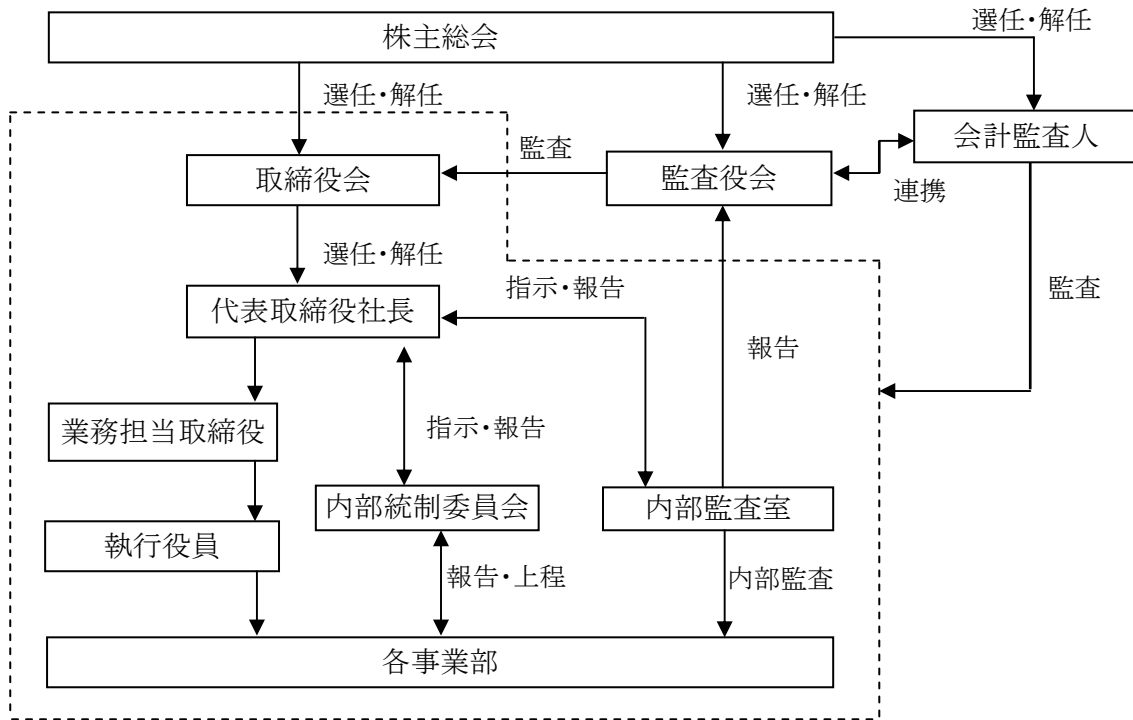 株主総会
選任・解任
選任・解任
選任・解任
会計監査人
監査
取締役会
監査役会
連携
選任・解任
指示・報告
監査
代表取締役社長
報告
業務担当取締役
指示・報告
内部統制委員会
内部監査室
執行役員
報告・上程
内部監査
各事業部